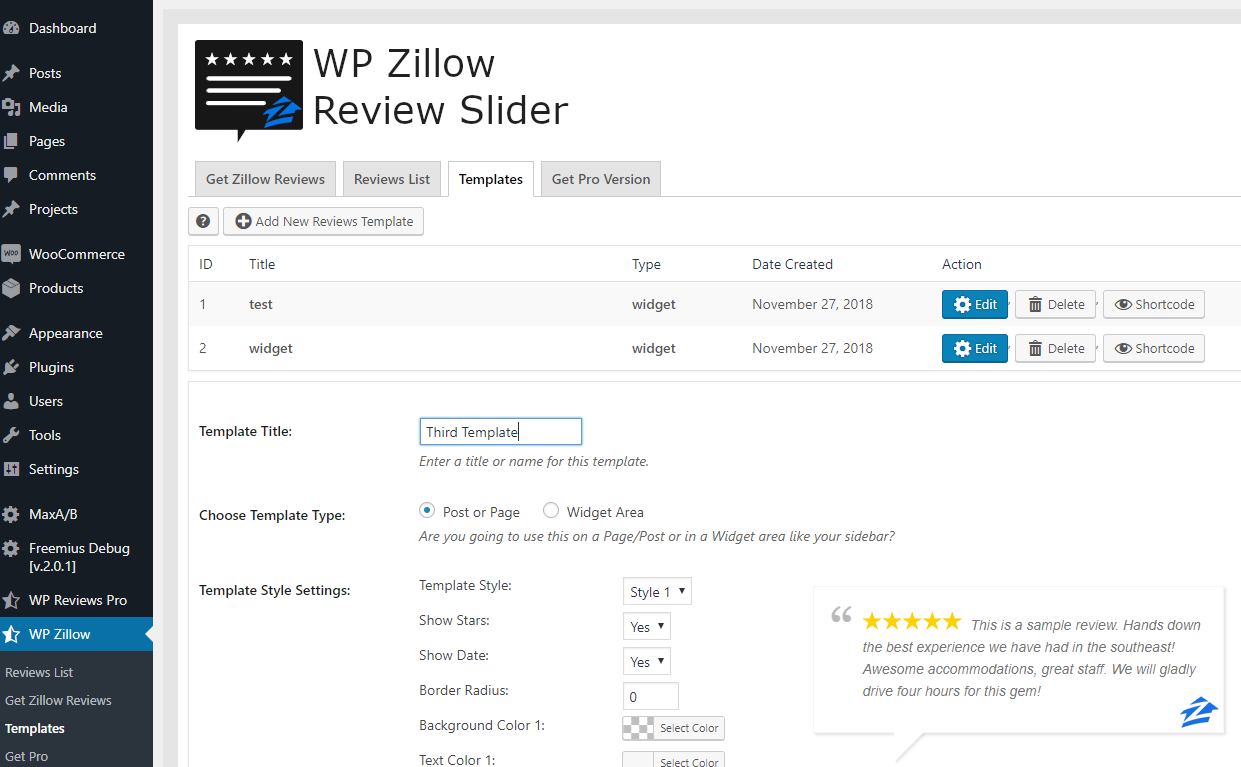 Dashboard
Posts
Media
Pages
Comments
Projects
WOO WooCommerce
Products
Appearance
Plugins
Users
Tools
Settings
MaxA/B
Freemius Debug
[v.2.0.1]
WP Reviews Pro
WP Zillow
Reviews List
Get Zillow Reviews
Templates
Get Pro
WP Zillow
Review Slider
Get Zillow Reviews Reviews List Templates Get Pro Version
? Add New Reviews Template
ID Title Type Date Created Action
1 test widget November 27, 2018 Edit Delete Shortcode
2 widget widget November 27, 2018 Edit Delete Shortcode
Template Title: Third Template
Enter a title or name for this template.
Choose Template Type: Post or Page Widget Area
Are you going to use this on a Page/Post or in a Widget area like your sidebar?
Template Style Settings: Template Style: Style 1
Show Stars: Yes
Show Date: Yes
Border Radius: 0
Background Color 1: Select Color
Text Color 1: Select Color
“ This is a sample review. Hands down
the best experience we have had in the southeast!
Awesome accommodations, great staff. We will gladly
drive four hours for this gem!